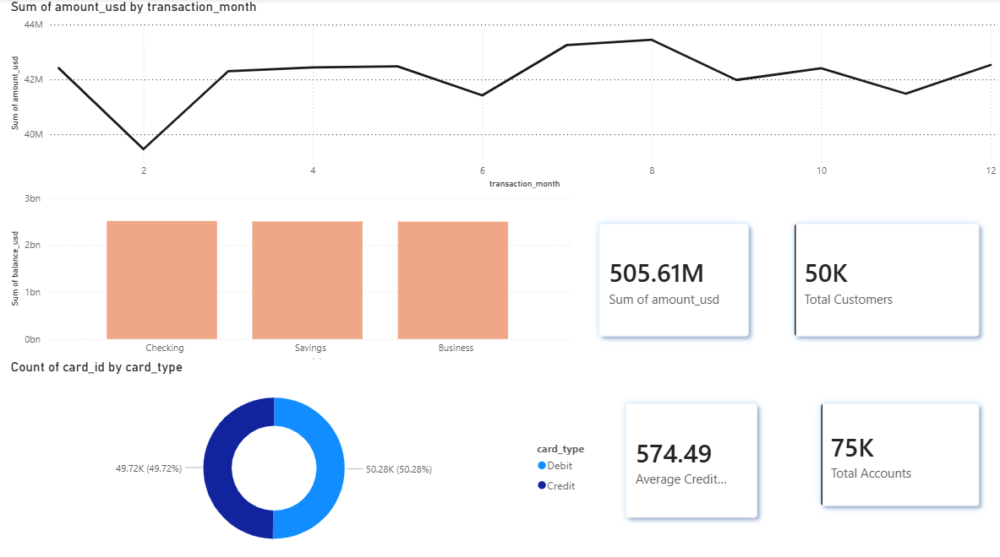 Sum of amount_usd by transaction_month
44M
42M
40M
Sum of amount_usd
2 4 6 8 10 12
transaction_month
3bn
2bn
1bn
0bn
Sum of balance_usd
Checking Savings Business
505.61M
Sum of amount_usd
50K
Total Customers
Count of card_id by card_type
49.72K (49.72%)
50.28K (50.28%)
card_type
Debit
Credit
574.49
Average Credit...
75K
Total Accounts